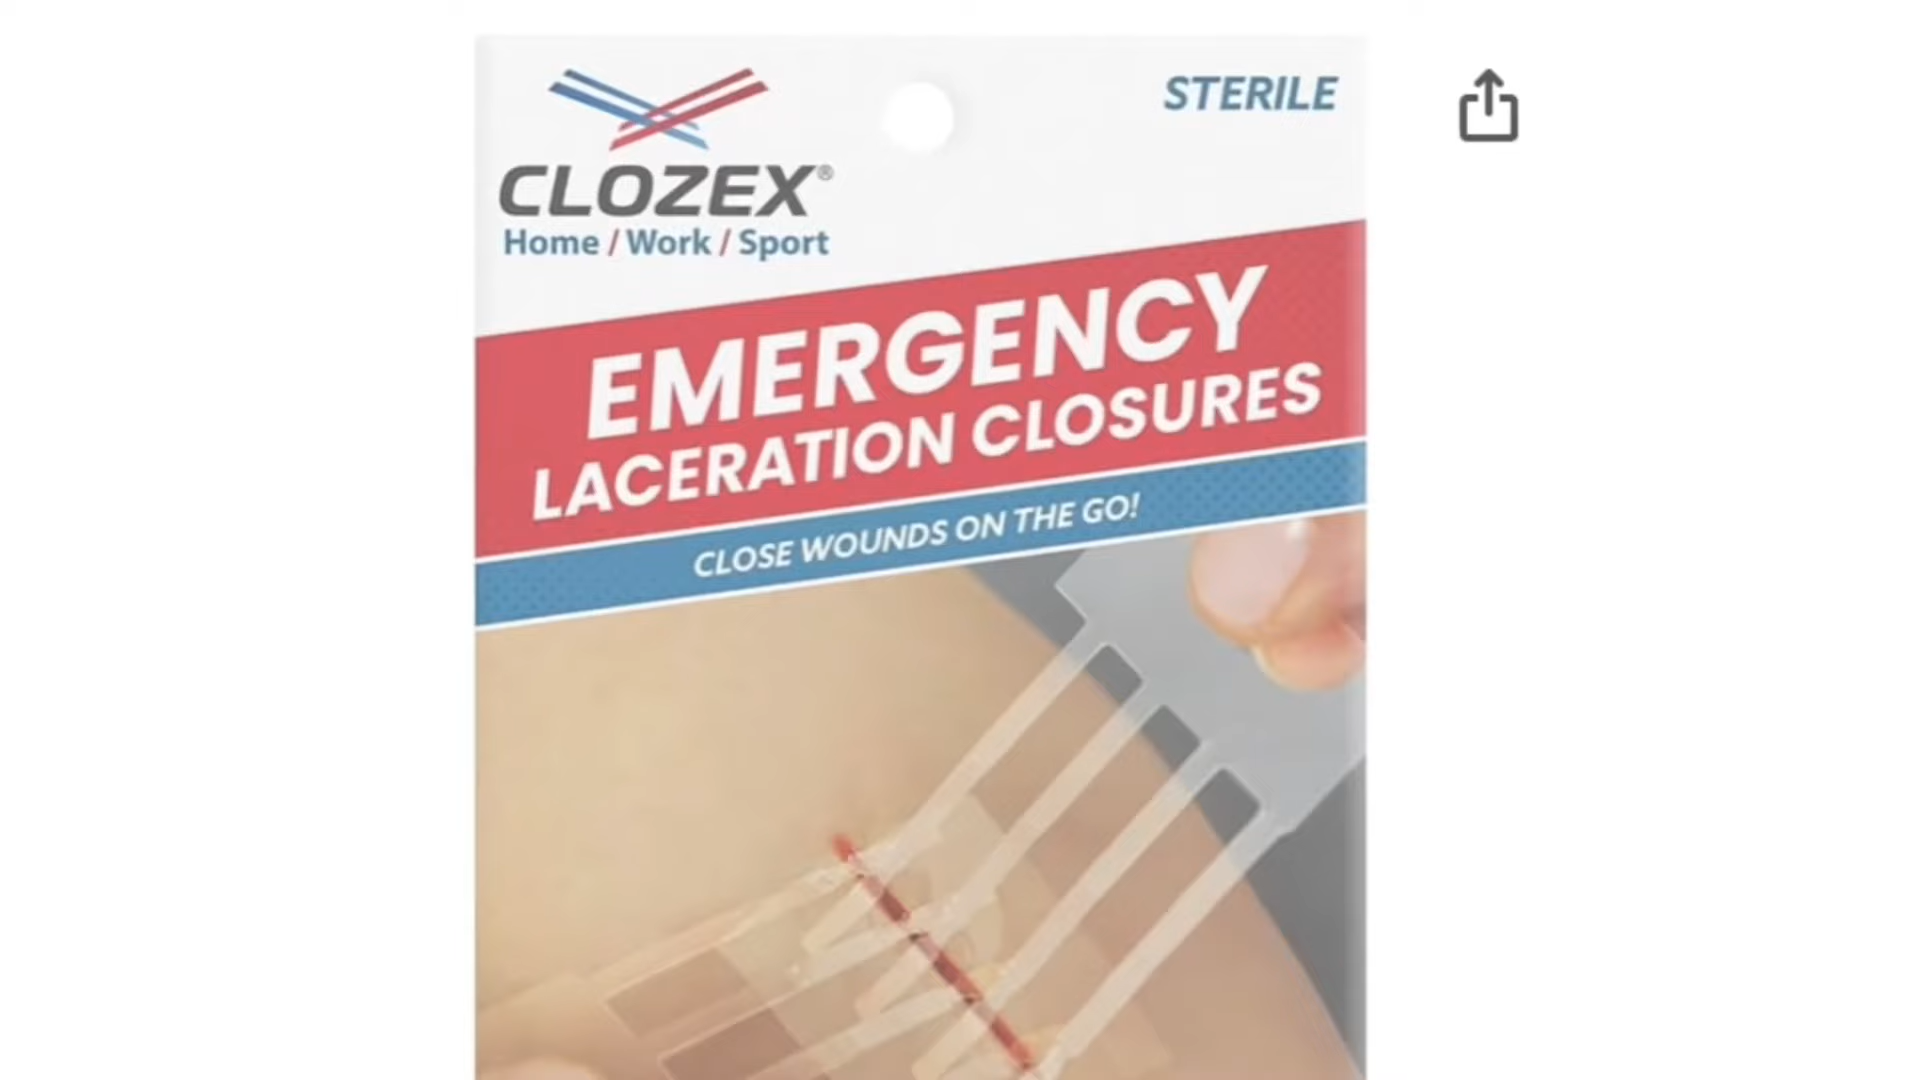 CLOZEX®
Home / Work / Sport
STERILE
EMERGENCY
LACERATION CLOSURES
CLOSE WOUNDS ON THE GO!